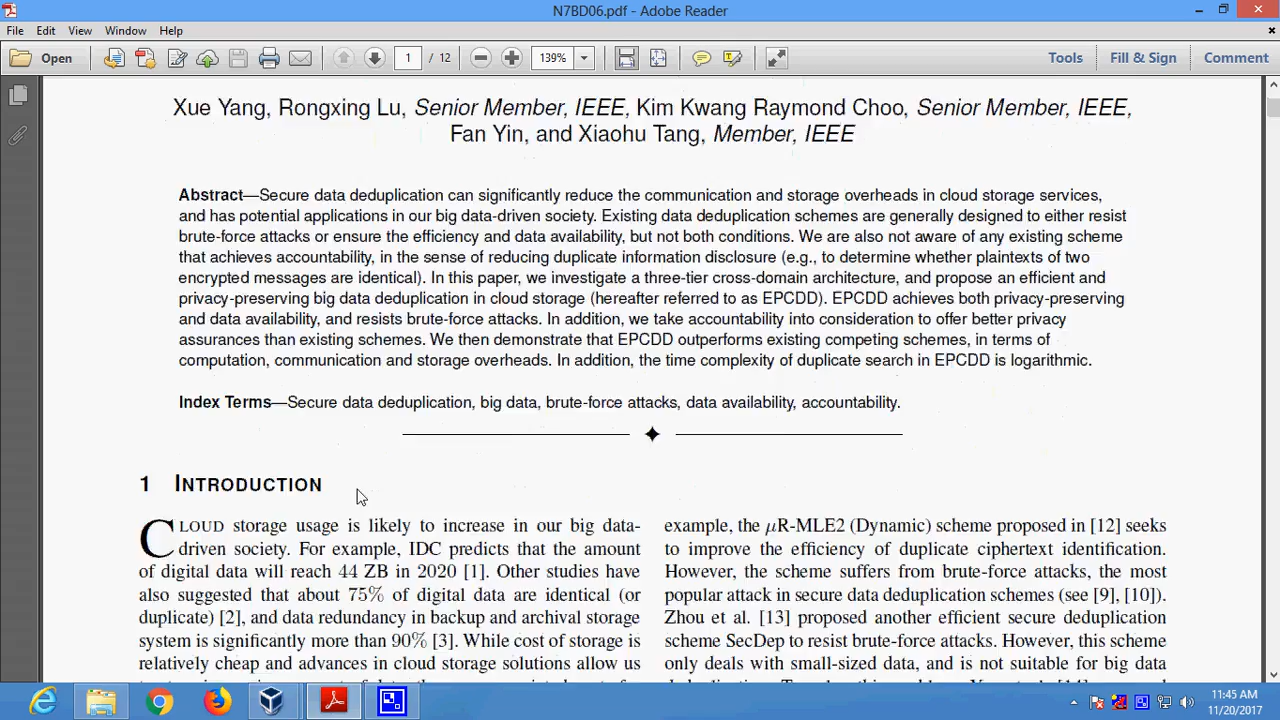 N7BD06.pdf - Adobe Reader
File Edit View Window Help
Open 1 / 12 139% Tools Fill & Sign Comment
Xue Yang, Rongxing Lu, Senior Member, IEEE, Kim Kwang Raymond Choo, Senior Member, IEEE,
Fan Yin, and Xiaohu Tang, Member, IEEE
Abstract—Secure data deduplication can significantly reduce the communication and storage overheads in cloud storage services,
and has potential applications in our big data-driven society. Existing data deduplication schemes are generally designed to either resist
brute-force attacks or ensure the efficiency and data availability, but not both conditions. We are also not aware of any existing scheme
that achieves accountability, in the sense of reducing duplicate information disclosure (e.g., to determine whether plaintexts of two
encrypted messages are identical). In this paper, we investigate a three-tier cross-domain architecture, and propose an efficient and
privacy-preserving big data deduplication in cloud storage (hereafter referred to as EPCDD). EPCDD achieves both privacy-preserving
and data availability, and resists brute-force attacks. In addition, we take accountability into consideration to offer better privacy
assurances than existing schemes. We then demonstrate that EPCDD outperforms existing competing schemes, in terms of
computation, communication and storage overheads. In addition, the time complexity of duplicate search in EPCDD is logarithmic.
Index Terms—Secure data deduplication, big data, brute-force attacks, data availability, accountability.
1 INTRODUCTION
CLOUD storage usage is likely to increase in our big data-
driven society. For example, IDC predicts that the amount
of digital data will reach 44 ZB in 2020 [1]. Other studies have
also suggested that about 75% of digital data are identical (or
duplicate) [2], and data redundancy in backup and archival storage
system is significantly more than 90% [3]. While cost of storage is
relatively cheap and advances in cloud storage solutions allow us
example, the μR-MLE2 (Dynamic) scheme proposed in [12] seeks
to improve the efficiency of duplicate ciphertext identification.
However, the scheme suffers from brute-force attacks, the most
popular attack in secure data deduplication schemes (see [9], [10]).
Zhou et al. [13] proposed another efficient secure deduplication
scheme SecDep to resist brute-force attacks. However, this scheme
only deals with small-sized data, and is not suitable for big data
11:45 AM
11/20/2017